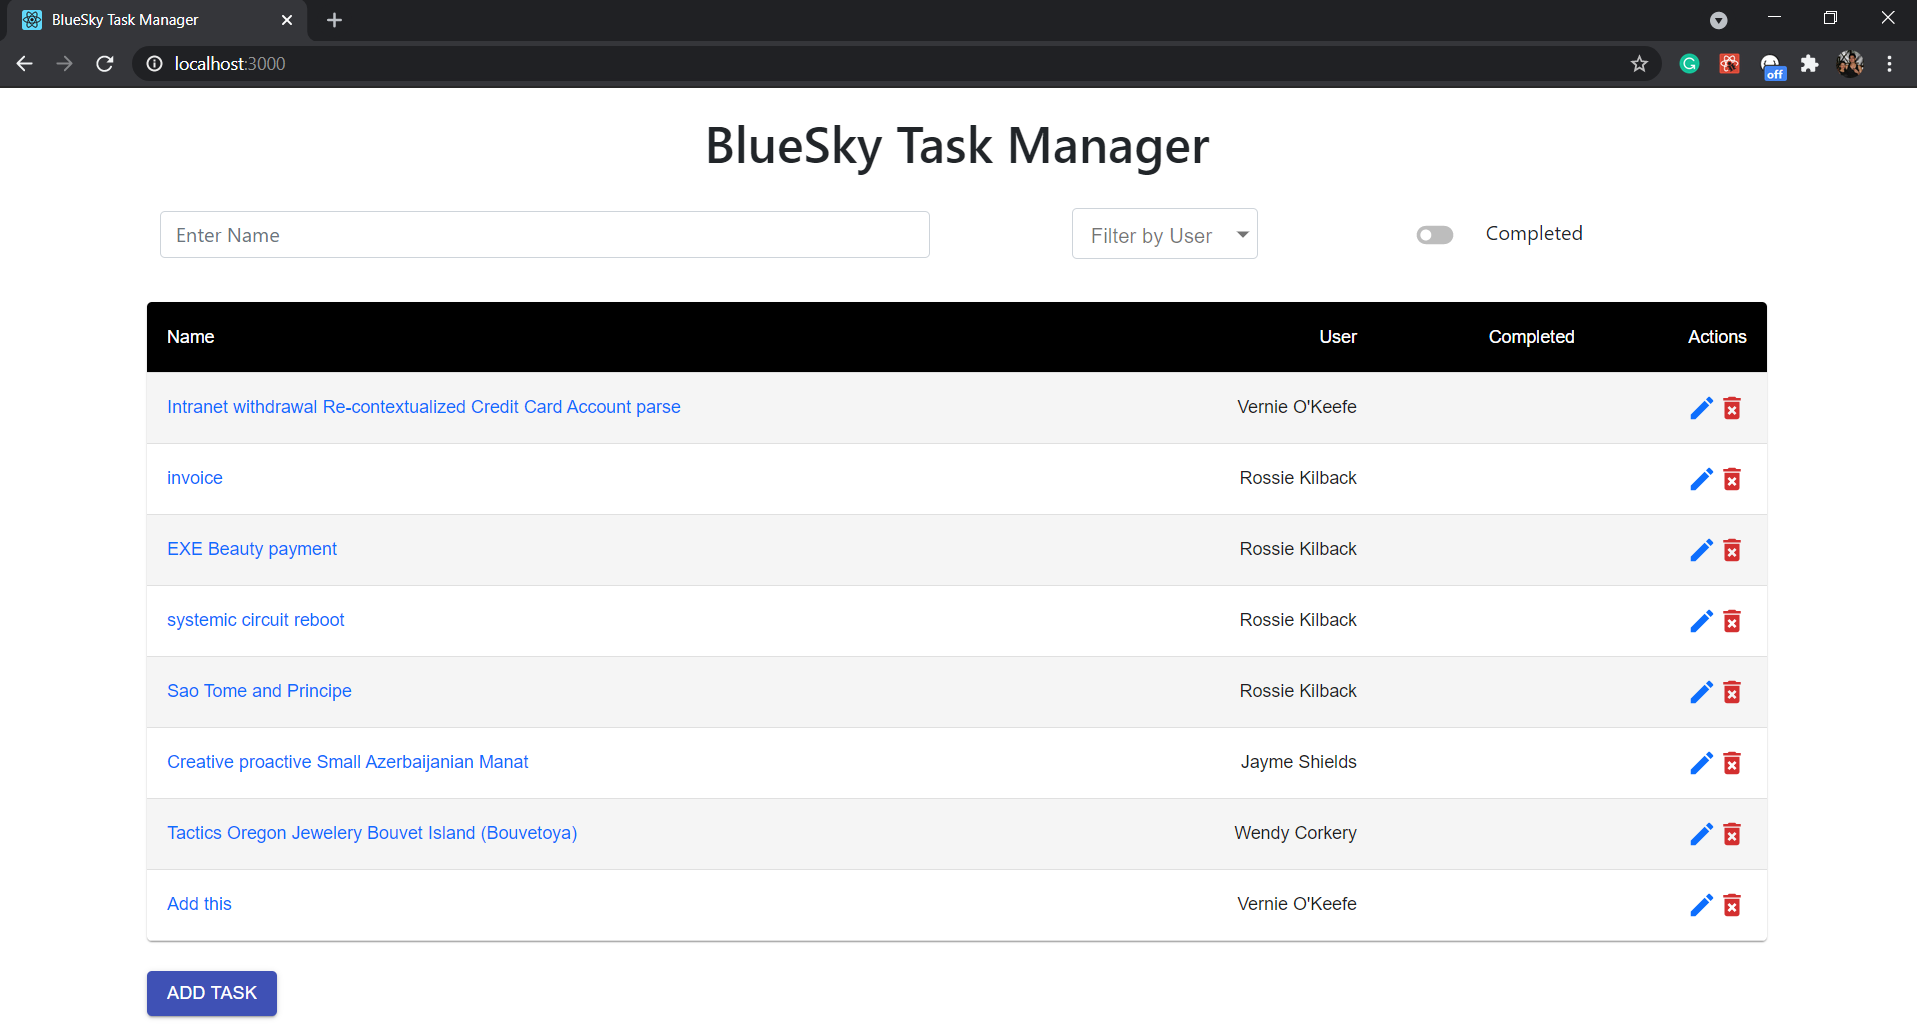 BlueSky Task Manager
localhost:3000
off
BlueSky Task Manager
Enter Name
Filter by User
Completed
Name User Completed Actions
Intranet withdrawal Re-contextualized Credit Card Account parse Vernie O'Keefe
invoice Rossie Kilback
EXE Beauty payment Rossie Kilback
systemic circuit reboot Rossie Kilback
Sao Tome and Principe Rossie Kilback
Creative proactive Small Azerbaijanian Manat Jayme Shields
Tactics Oregon Jewelery Bouvet Island (Bouvetoya) Wendy Corkery
Add this Vernie O'Keefe
ADD TASK